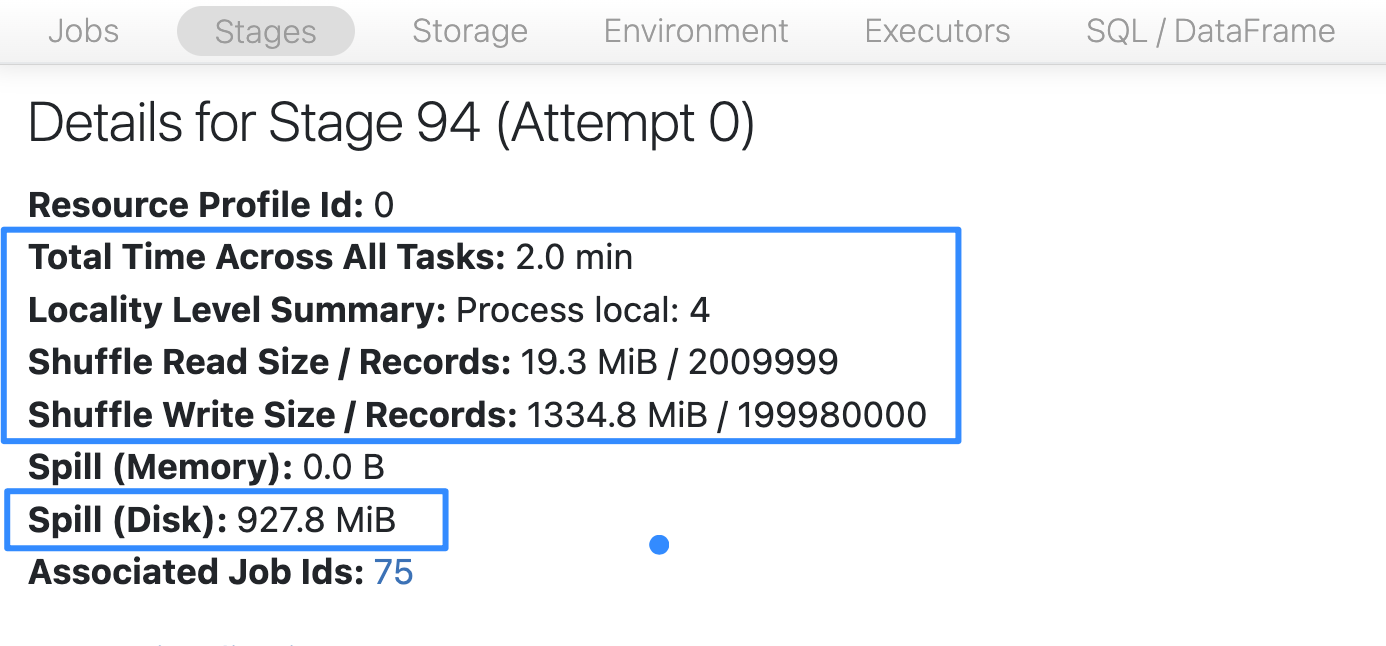 Jobs Stages Storage Environment Executors SQL / DataFrame
Details for Stage 94 (Attempt 0)
Resource Profile Id: 0
Total Time Across All Tasks: 2.0 min
Locality Level Summary: Process local: 4
Shuffle Read Size / Records: 19.3 MiB / 2009999
Shuffle Write Size / Records: 1334.8 MiB / 199980000
Spill (Memory): 0.0 B
Spill (Disk): 927.8 MiB
Associated Job Ids: 75